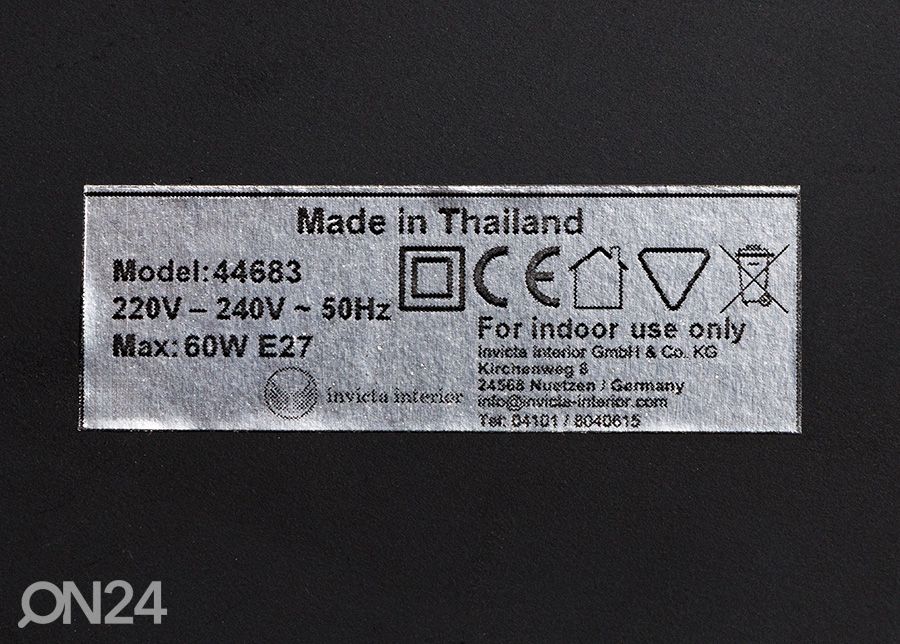 Made in Thailand
Model:44683
220V – 240V ~ 50Hz
Max: 60W E27
invicta interior
CE
For indoor use only
Invicta Interior GmbH & Co. KG
Kirchenweg 8
24568 Nuetzen / Germany
info@invicta-interior.com
Tel: 04101 / 8040615
ON24